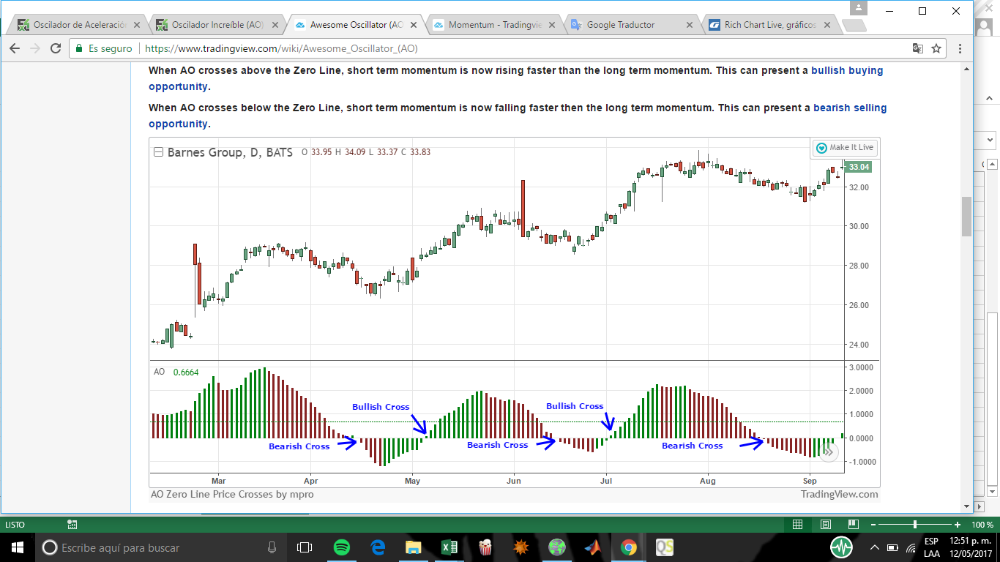 Oscilador de Aceleració
Oscilador Increíble (AO)
Awesome Oscillator (AO
Momentum - Tradingvie
Google Traductor
Rich Chart Live, gráficos
Es seguro
https://www.tradingview.com/wiki/Awesome_Oscillator_(AO)
When AO crosses above the Zero Line, short term momentum is now rising faster than the long term momentum. This can present a bullish buying
opportunity.
When AO crosses below the Zero Line, short term momentum is now falling faster then the long term momentum. This can present a bearish selling
opportunity.
Barnes Group, D, BATS O 33.95 H 34.09 L 33.37 C 33.83
Make It Live
33.04
32.00
30.00
28.00
26.00
24.00
AO 0.6664
3.0000
2.0000
1.0000
0.0000
-1.0000
Bearish Cross
Bullish Cross
Bearish Cross
Bullish Cross
Bearish Cross
Mar Apr May Jun Jul Aug Sep
AO Zero Line Price Crosses by mpro
TradingView.com
LISTO
100 %
Escribe aquí para buscar
QS
ESP
LAA
12:51 p. m.
12/05/2017